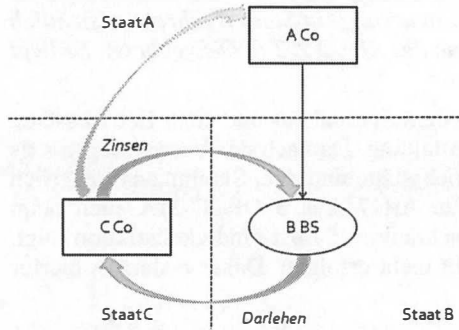 StaatA
A Co
Zinsen
C Co
B BS
StaatC
Darlehen
Staat B